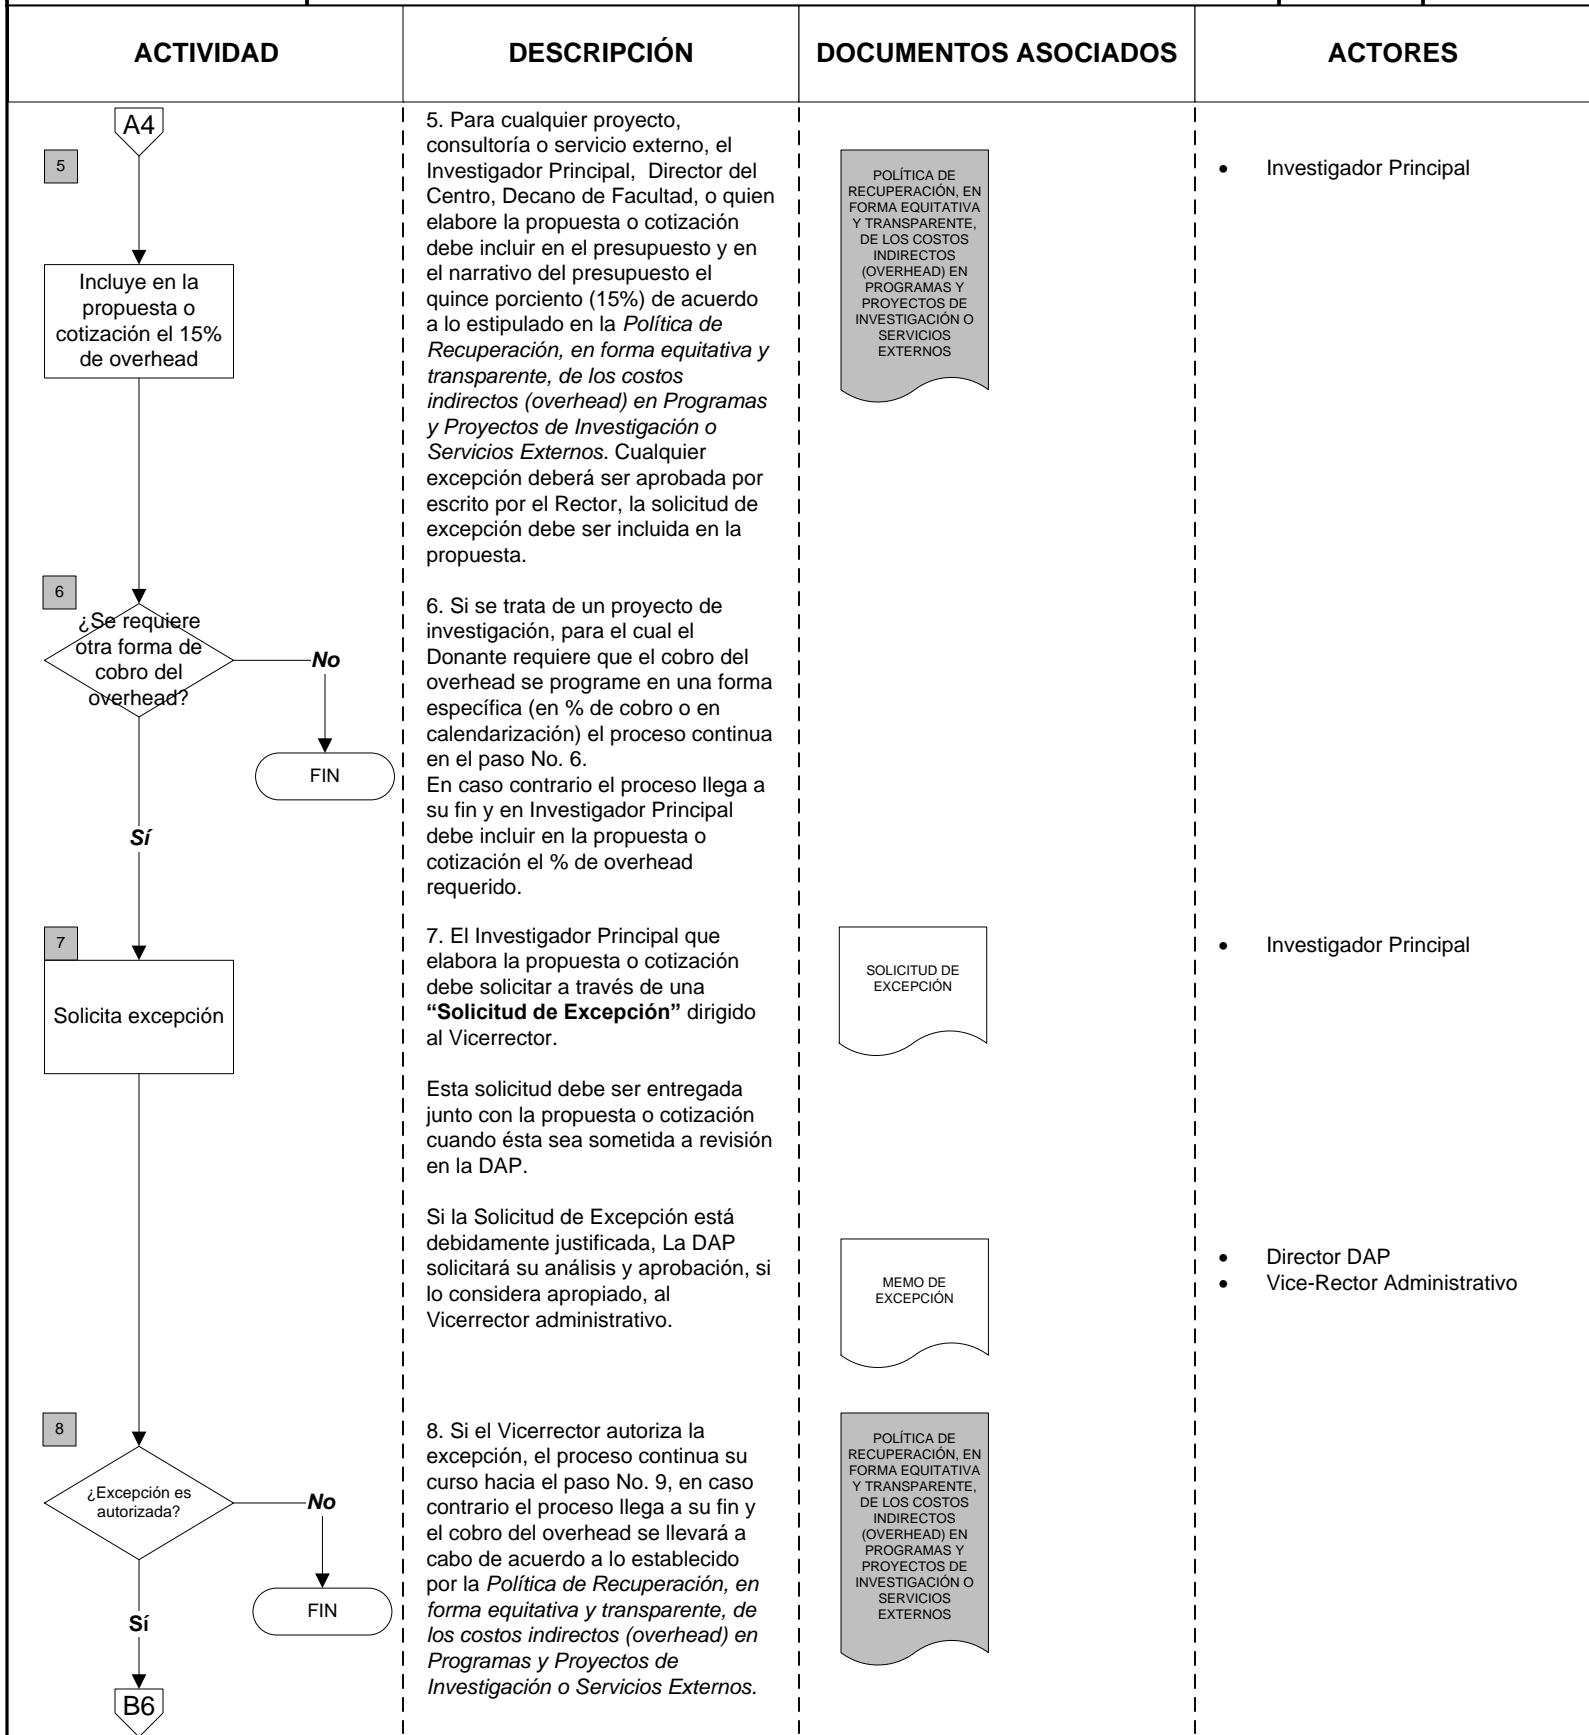 ACTIVIDAD
DESCRIPCIÓN
DOCUMENTOS ASOCIADOS
ACTORES
A4
5
Incluye en la
propuesta o
cotización el 15%
de overhead
5. Para cualquier proyecto,
consultoría o servicio externo, el
Investigador Principal,  Director del
Centro, Decano de Facultad, o quien
elabore la propuesta o cotización
debe incluir en el presupuesto y en
el narrativo del presupuesto el
quince porciento (15%) de acuerdo
a lo estipulado en la Política de
Recuperación, en forma equitativa y
transparente, de los costos
indirectos (overhead) en Programas
y Proyectos de Investigación o
Servicios Externos. Cualquier
excepción deberá ser aprobada por
escrito por el Rector, la solicitud de
excepción debe ser incluida en la
propuesta.
POLÍTICA DE
RECUPERACIÓN, EN
FORMA EQUITATIVA
Y TRANSPARENTE,
DE LOS COSTOS
INDIRECTOS
(OVERHEAD) EN
PROGRAMAS Y
PROYECTOS DE
INVESTIGACIÓN O
SERVICIOS
EXTERNOS
• Investigador Principal
6
¿Se requiere
otra forma de
cobro del
overhead?
No
FIN
Sí
6. Si se trata de un proyecto de
investigación, para el cual el
Donante requiere que el cobro del
overhead se programe en una forma
específica (en % de cobro o en
calendarización) el proceso continua
en el paso No. 6.
En caso contrario el proceso llega a
su fin y en Investigador Principal
debe incluir en la propuesta o
cotización el % de overhead
requerido.
7
Solicita excepción
7. El Investigador Principal que
elabora la propuesta o cotización
debe solicitar a través de una
“Solicitud de Excepción” dirigido
al Vicerrector.
Esta solicitud debe ser entregada
junto con la propuesta o cotización
cuando ésta sea sometida a revisión
en la DAP.
Si la Solicitud de Excepción está
debidamente justificada, La DAP
solicitará su análisis y aprobación, si
lo considera apropiado, al
Vicerrector administrativo.
SOLICITUD DE
EXCEPCIÓN
• Investigador Principal
MEMO DE
EXCEPCIÓN
• Director DAP
• Vice-Rector Administrativo
8
¿Excepción es
autorizada?
No
FIN
Sí
B6
8. Si el Vicerrector autoriza la
excepción, el proceso continua su
curso hacia el paso No. 9, en caso
contrario el proceso llega a su fin y
el cobro del overhead se llevará a
cabo de acuerdo a lo establecido
por la Política de Recuperación, en
forma equitativa y transparente, de
los costos indirectos (overhead) en
Programas y Proyectos de
Investigación o Servicios Externos.
POLÍTICA DE
RECUPERACIÓN, EN
FORMA EQUITATIVA
Y TRANSPARENTE,
DE LOS COSTOS
INDIRECTOS
(OVERHEAD) EN
PROGRAMAS Y
PROYECTOS DE
INVESTIGACIÓN O
SERVICIOS
EXTERNOS